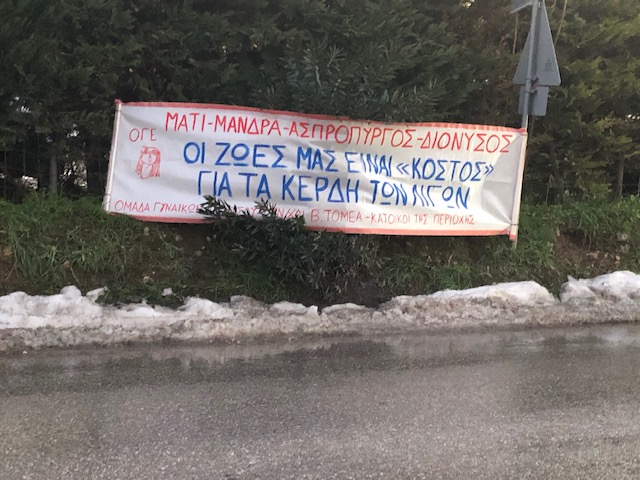 ΟΓΕ
ΜΑΤΙ-ΜΑΝΔΡΑ-ΑΣΠΡΟΠΥΡΓΟΣ-ΔΙΟΝΥΣΟΣ
ΟΙ ΖΩΕΣ ΜΑΣ ΕΙΝΑΙ «ΚΟΣΤΟΣ»
ΓΙΑ ΤΑ ΚΕΡΔΗ ΤΩΝ ΛΙΓΩΝ
ΟΜΑΔΑ ΓΥΝΑΙΚΩΝ Β. ΤΟΜΕΑ-ΚΑΤΟΙΚΟΙ ΤΗΣ ΠΕΡΙΟΧΗΣ